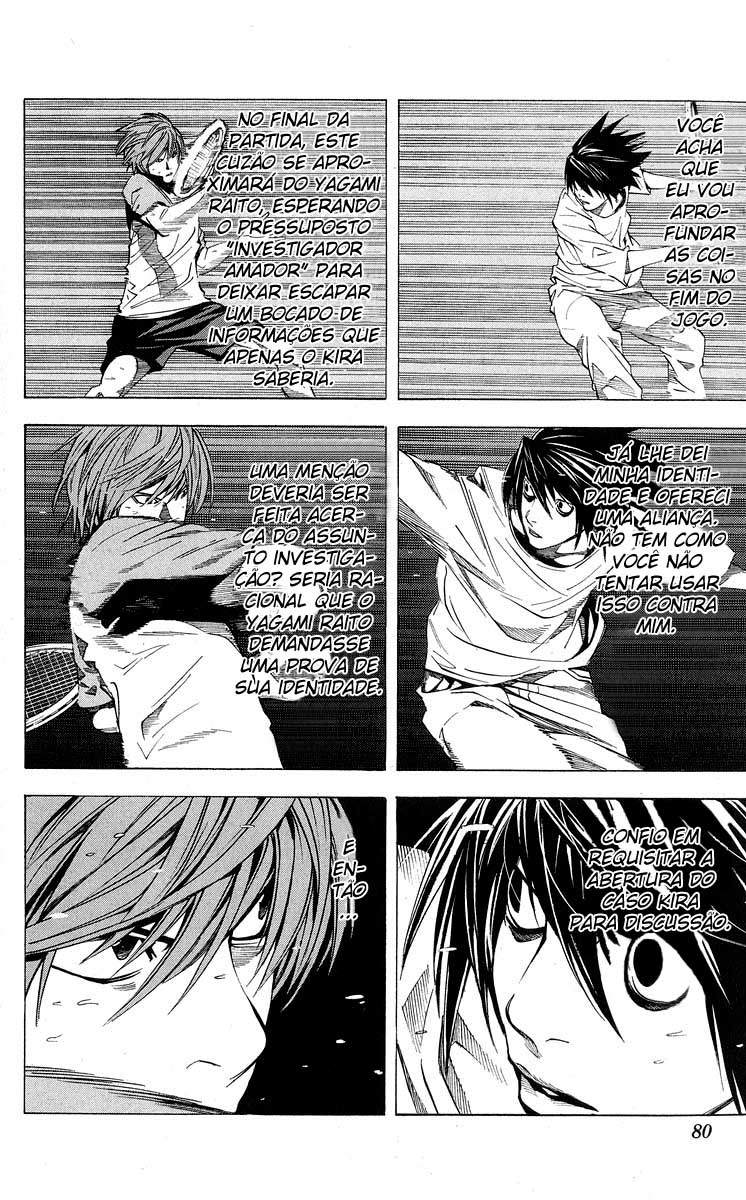 VOCÊ
ACHA
QUE
EU VOU
APRO-
FUNDAR
AS COI-
SAS NO
FIM DO
JOGO.
NO FINAL DA
PARTIDA, ESTE
CUZÃO SE APRO-
XIMARÁ DO YAGAMI
RAITO, ESPERANDO
O PRESSUPOSTO
"INVESTIGADOR
AMADOR" PARA
DEIXAR ESCAPAR
UM BOCADO DE
INFORMAÇÕES QUE
APENAS O KIRA
SABERIA.
JÁ LHE DEI
MINHA IDENTI-
DADE E OFERECI
UMA ALIANÇA.
NÃO TEM COMO
VOCÊ NÃO
TENTAR USAR
ISSO CONTRA
MIM.
UMA MENÇÃO
DEVERIA SER
FEITA ACER-
CA DO ASSUN-
TO INVESTIGA-
ÇÃO? SERIA RA-
CIONAL QUE O
YAGAMI RAITO
DEMANDASSE
UMA PROVA DE
SUA IDENTIDADE.
CONFIO EM
REQUISITAR A
ABERTURA DO
CASO KIRA
PARA DISCUSSÃO.
E
EN-
TÃO
...
80